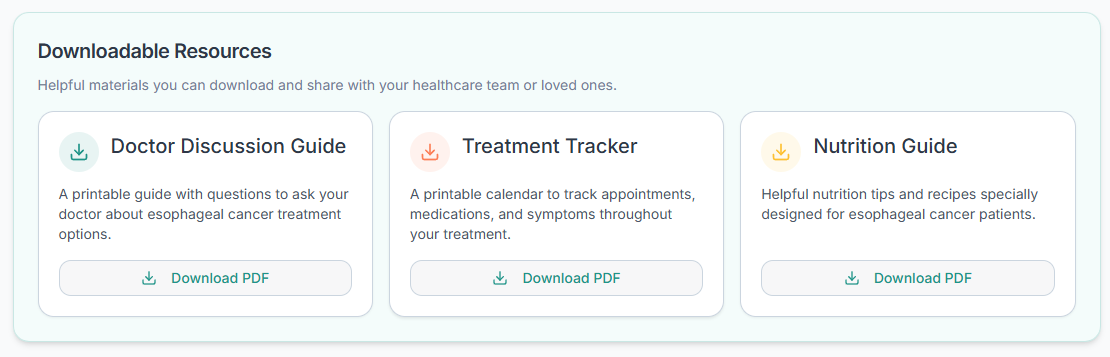 Downloadable Resources
Helpful materials you can download and share with your healthcare team or loved ones.
Doctor Discussion Guide
A printable guide with questions to ask your
doctor about esophageal cancer treatment
options.
Download PDF
Treatment Tracker
A printable calendar to track appointments,
medications, and symptoms throughout
your treatment.
Download PDF
Nutrition Guide
Helpful nutrition tips and recipes specially
designed for esophageal cancer patients.
Download PDF